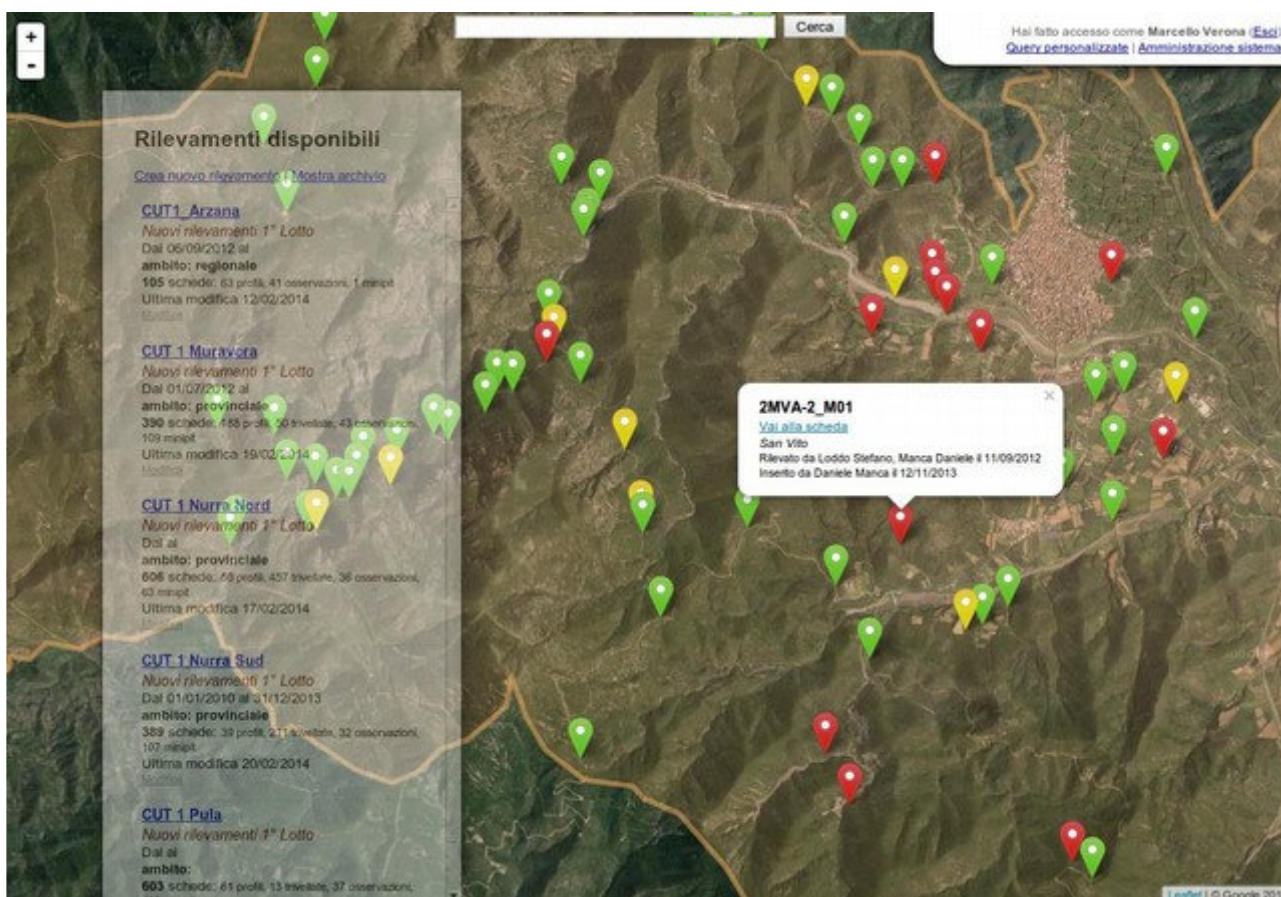 +
-
Cerca
Hai fatto accesso come Marcello Verona (Esci)
Query personalizzate | Amministrazione sistema
Rilevamenti disponibili
Crea nuovo rilevamento | Mostra archivio
CUT1_Arzana
Nuovi rilevamenti 1° Lotto
Dal 06/09/2012 al
ambito: regionale
105 schede: 63 profili, 41 osservazioni, 1 minipit
Ultima modifica 12/02/2014
Modifica
CUT 1 Muravera
Nuovi rilevamenti 1° Lotto
Dal 01/07/2012 al
ambito: provinciale
390 schede: 188 profili, 50 trivellate, 43 osservazioni,
109 minipit
Ultima modifica 19/02/2014
Modifica
CUT 1 Nurra Nord
Nuovi rilevamenti 1° Lotto
Dal al
ambito: provinciale
606 schede: profili, 457 trivellate, 36 osservazioni,
63 minipit
Ultima modifica 17/02/2014
Modifica
CUT 1 Nurra Sud
Nuovi rilevamenti 1° Lotto
Dal 01/01/2010 al 31/12/2013
ambito: provinciale
389 schede: 39 profili, 211 trivellate, 32 osservazioni,
107 minipit
Ultima modifica 20/02/2014
Modifica
CUT 1 Pula
Nuovi rilevamenti 1° Lotto
Dal al
ambito:
603 schede: 61 profili, 13 trivellate, 37 osservazioni,
2MVA-2_M01
×
Vai alla scheda
San Vito
Rilevato da Loddo Stefano, Manca Daniele il 11/09/2012
Inserito da Daniele Manca il 12/11/2013
Leaflet | © Google 201